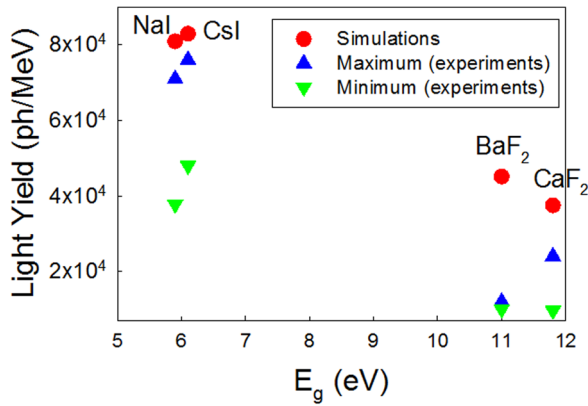 NaI
CsI
Simulations
Maximum (experiments)
Minimum (experiments)
BaF₂
CaF₂
Light Yield (ph/MeV)
8x10⁴
6x10⁴
4x10⁴
2x10⁴
5 6 7 8 9 10 11 12
E_g (eV)